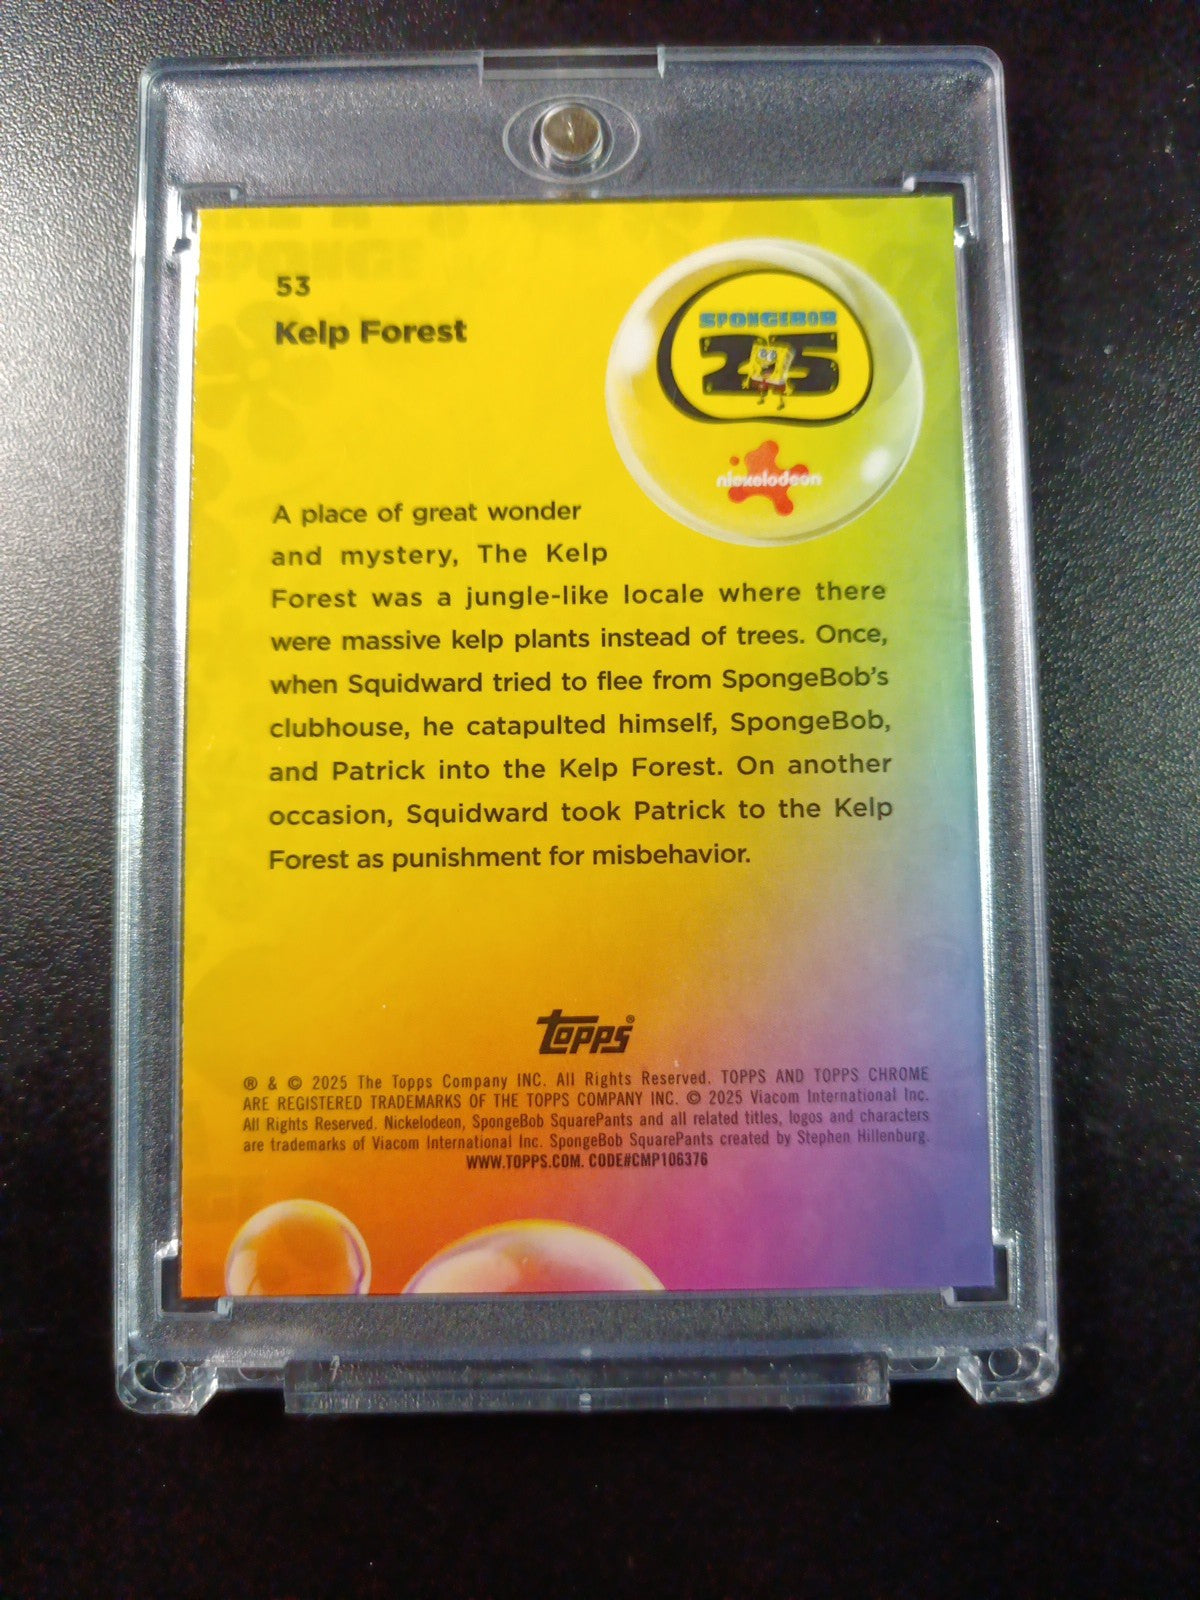 53
Kelp Forest
SPONGEBOB
25
nickelodeon
A place of great wonder
and mystery, The Kelp
Forest was a jungle-like locale where there
were massive kelp plants instead of trees. Once,
when Squidward tried to flee from SpongeBob's
clubhouse, he catapulted himself, SpongeBob,
and Patrick into the Kelp Forest. On another
occasion, Squidward took Patrick to the Kelp
Forest as punishment for misbehavior.
topps®
® & © 2025 The Topps Company INC. All Rights Reserved. TOPPS AND TOPPS CHROME
ARE REGISTERED TRADEMARKS OF THE TOPPS COMPANY INC. © 2025 Viacom International Inc.
All Rights Reserved. Nickelodeon, SpongeBob SquarePants and all related titles, logos and characters
are trademarks of Viacom International Inc. SpongeBob SquarePants created by Stephen Hillenburg.
WWW.TOPPS.COM. CODE#CMP106376